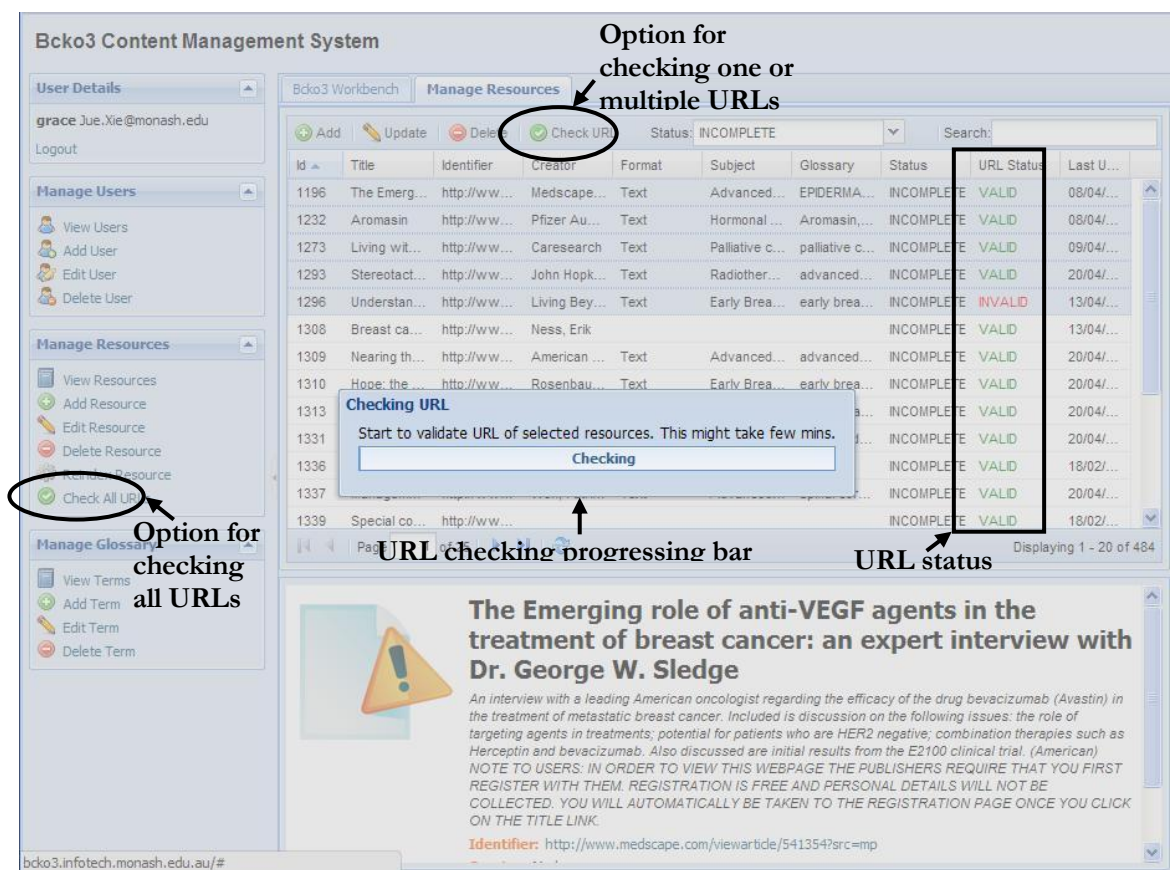 Bcko3 Content Management System
Option for
checking one or
multiple URLs
User Details
grace Jue.Xie@monash.edu
Logout
Manage Users
View Users
Add User
Edit User
Delete User
Manage Resources
View Resources
Add Resource
Edit Resource
Delete Resource
Reindex Resource
Check All URLs
Option for
checking
all URLs
Manage Glossary
View Terms
Add Term
Edit Term
Delete Term
Bcko3 Workbench Manage Resources
Add Update Delete Check URL Status: INCOMPLETE Search:
Id Title Identifier Creator Format Subject Glossary Status URL Status Last U...
1196 The Emerg... http://ww... Medscape... Text Advanced... EPIDERMA... INCOMPLETE VALID 08/04/...
1232 Aromasin http://ww... Pfizer Au... Text Hormonal ... Aromasin,... INCOMPLETE VALID 08/04/...
1273 Living wit... http://ww... Caresearch Text Palliative c... palliative c... INCOMPLETE VALID 09/04/...
1293 Stereotact... http://ww... John Hopk... Text Radiother... advanced... INCOMPLETE VALID 20/04/...
1296 Understan... http://ww... Living Bey... Text Early Brea... early brea... INCOMPLETE INVALID 13/04/...
1308 Breast ca... http://ww... Ness, Erik INCOMPLETE VALID 13/04/...
1309 Nearing th... http://ww... American ... Text Advanced... advanced... INCOMPLETE VALID 20/04/...
1310 Hope: the ... http://ww... Rosenbau... Text Early Brea... early brea... INCOMPLETE VALID 20/04/...
1313 INCOMPLETE VALID 20/04/...
1331 INCOMPLETE VALID 20/04/...
1336 INCOMPLETE VALID 18/02/...
1337 INCOMPLETE VALID 20/04/...
1339 Special co... http://ww... INCOMPLETE VALID 18/02/...
Checking URL
Start to validate URL of selected resources. This might take few mins.
Checking
Page of
URL checking progressing bar
URL status
Displaying 1 - 20 of 484
The Emerging role of anti-VEGF agents in the
treatment of breast cancer: an expert interview with
Dr. George W. Sledge
An interview with a leading American oncologist regarding the efficacy of the drug bevacizumab (Avastin) in
the treatment of metastatic breast cancer. Included is discussion on the following issues: the role of
targeting agents in treatments; potential for patients who are HER2 negative; combination therapies such as
Herceptin and bevacizumab. Also discussed are initial results from the E2100 clinical trial. (American)
NOTE TO USERS: IN ORDER TO VIEW THIS WEBPAGE THE PUBLISHERS REQUIRE THAT YOU FIRST
REGISTER WITH THEM. REGISTRATION IS FREE AND PERSONAL DETAILS WILL NOT BE
COLLECTED. YOU WILL AUTOMATICALLY BE TAKEN TO THE REGISTRATION PAGE ONCE YOU CLICK
ON THE TITLE LINK.
Identifier: http://www.medscape.com/viewarticle/541354?src=mp
bcko3.infotech.monash.edu.au/#